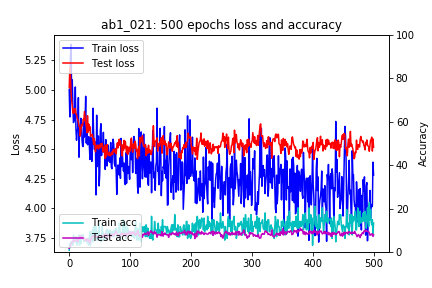 ab1_021: 500 epochs loss and accuracy
Train loss
Test loss
Train acc
Test acc
Loss
5.25
5.00
4.75
4.50
4.25
4.00
3.75
Accuracy
100
80
60
40
20
0
0 100 200 300 400 500